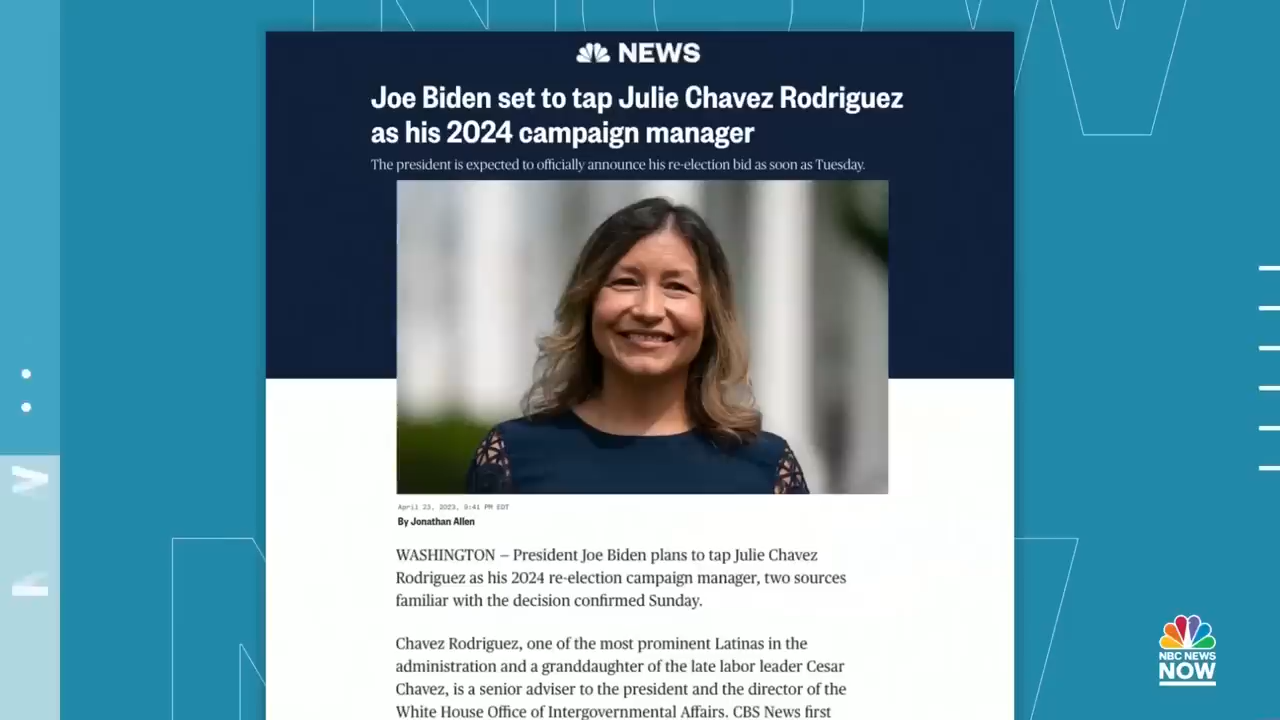 NEWS
Joe Biden set to tap Julie Chavez Rodriguez
as his 2024 campaign manager
The president is expected to officially announce his re-election bid as soon as Tuesday.
April 23, 2023, 9:41 PM EDT
By Jonathan Allen
WASHINGTON – President Joe Biden plans to tap Julie Chavez
Rodriguez as his 2024 re-election campaign manager, two sources
familiar with the decision confirmed Sunday.
Chavez Rodriguez, one of the most prominent Latinas in the
administration and a granddaughter of the late labor leader Cesar
Chavez, is a senior adviser to the president and the director of the
White House Office of Intergovernmental Affairs. CBS News first
NBC NEWS
NOW